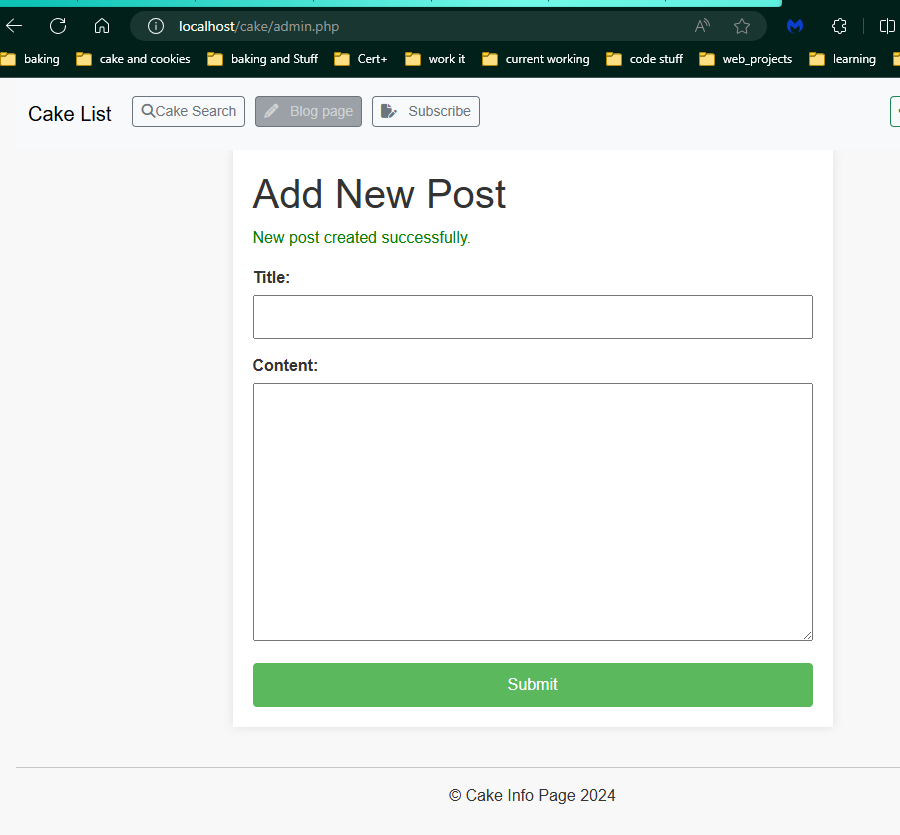 localhost/cake/admin.php
baking cake and cookies baking and Stuff Cert+ work it current working code stuff web_projects learning
Cake List Cake Search Blog page Subscribe
Add New Post
New post created successfully.
Title:
Content:
Submit
© Cake Info Page 2024